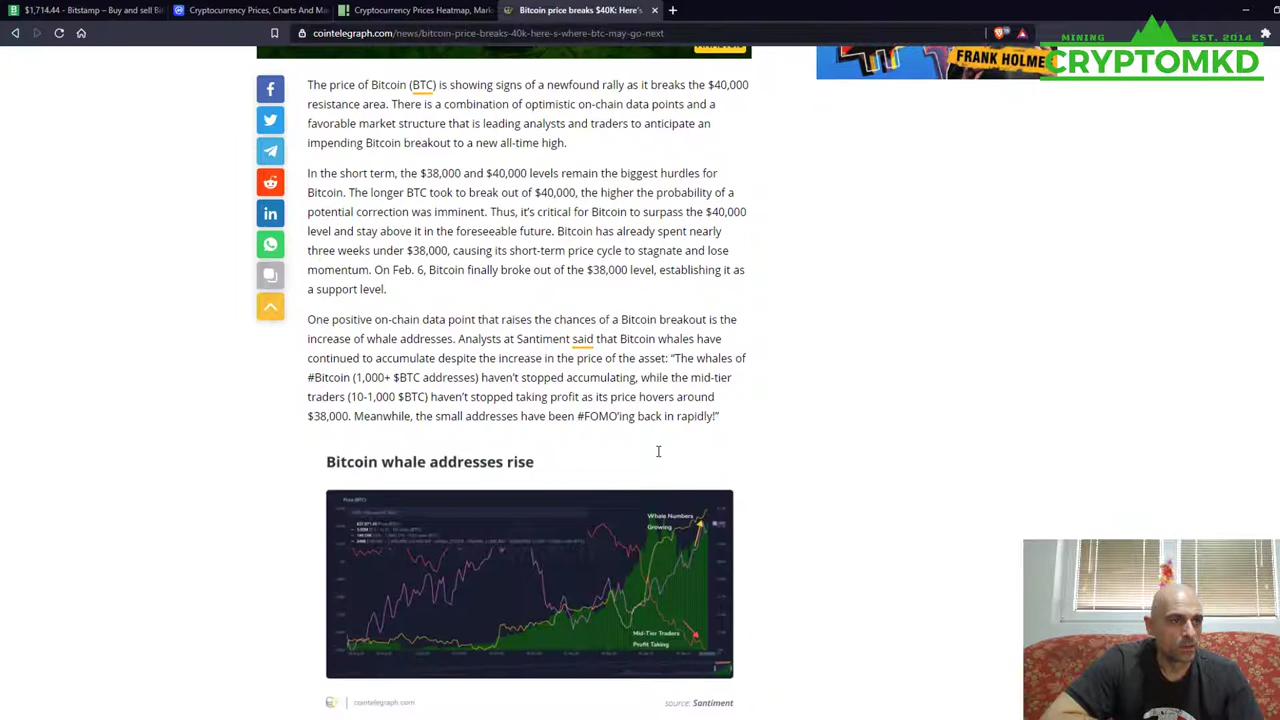 $1,714.44 - Bitstamp – Buy and sell Bit
Cryptocurrency Prices, Charts And Ma
Cryptocurrency Prices Heatmap, Mark
Bitcoin price breaks $40K: Here's
cointelegraph.com/news/bitcoin-price-breaks-40k-here-s-where-btc-may-go-next
MINING EST. 2014
CRYPTOMKD
FRANK HOLME
The price of Bitcoin (BTC) is showing signs of a newfound rally as it breaks the $40,000
resistance area. There is a combination of optimistic on-chain data points and a
favorable market structure that is leading analysts and traders to anticipate an
impending Bitcoin breakout to a new all-time high.
In the short term, the $38,000 and $40,000 levels remain the biggest hurdles for
Bitcoin. The longer BTC took to break out of $40,000, the higher the probability of a
potential correction was imminent. Thus, it's critical for Bitcoin to surpass the $40,000
level and stay above it in the foreseeable future. Bitcoin has already spent nearly
three weeks under $38,000, causing its short-term price cycle to stagnate and lose
momentum. On Feb. 6, Bitcoin finally broke out of the $38,000 level, establishing it as
a support level.
One positive on-chain data point that raises the chances of a Bitcoin breakout is the
increase of whale addresses. Analysts at Santiment said that Bitcoin whales have
continued to accumulate despite the increase in the price of the asset: “The whales of
#Bitcoin (1,000+ $BTC addresses) haven't stopped accumulating, while the mid-tier
traders (10-1,000 $BTC) haven't stopped taking profit as its price hovers around
$38,000. Meanwhile, the small addresses have been #FOMO'ing back in rapidly!”
Bitcoin whale addresses rise
Price (BTC)
Whale Numbers
Growing
Mid-Tier Traders
Profit Taking
cointelegraph.com
source: Santiment